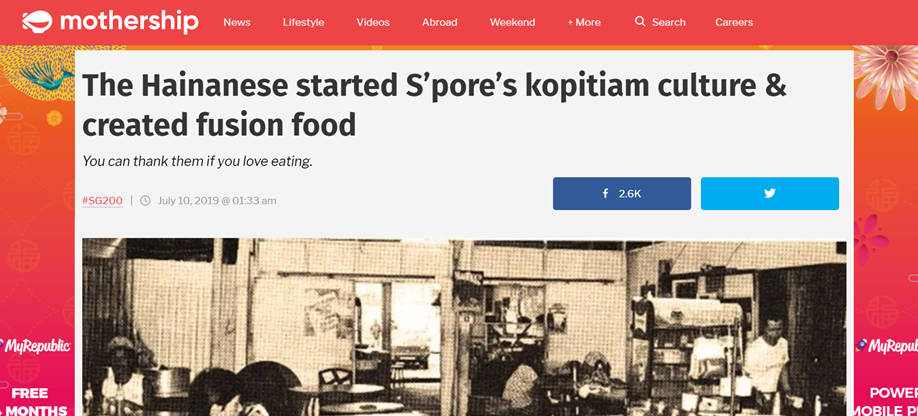 mothership
News Lifestyle Videos Abroad Weekend + More Search Careers
The Hainanese started S’pore’s kopitiam culture &
created fusion food
You can thank them if you love eating.
#SG200 | July 10, 2019 @ 01:33 am
2.6K
MyRepublic
FREE
MONTHS
MyRepubl
POWE
MOBILE P